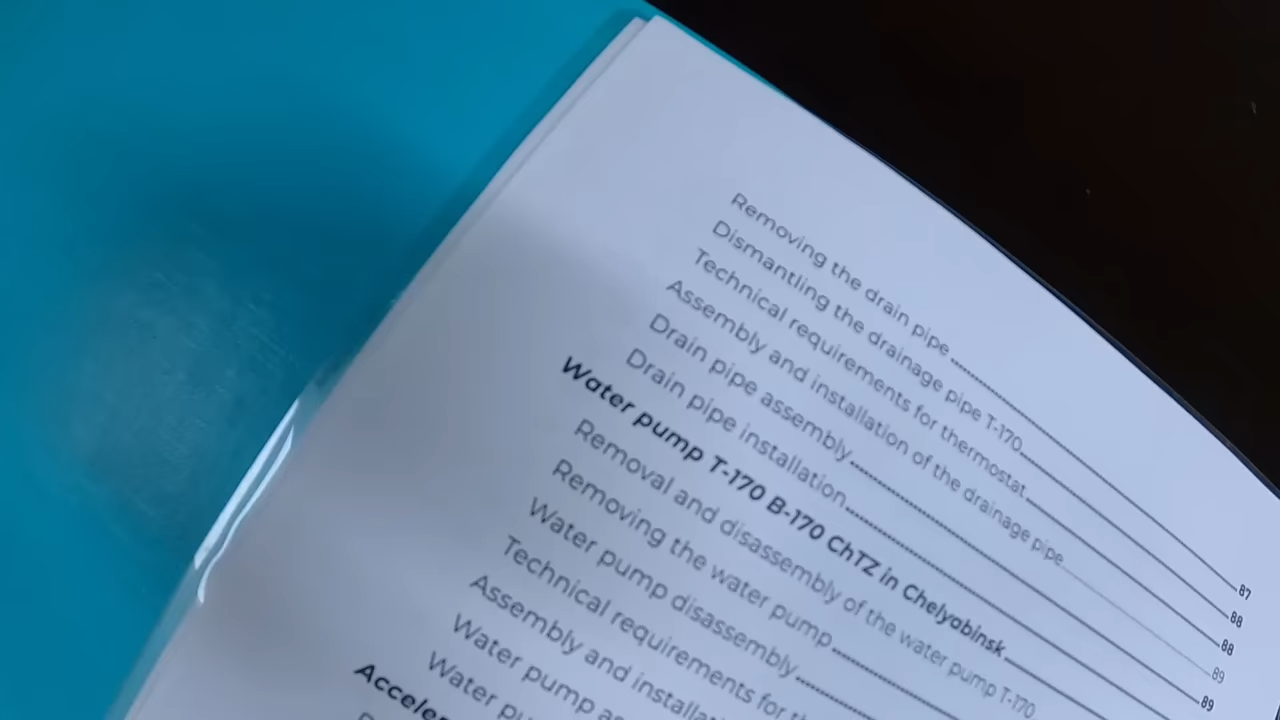 Removing the drain pipe 87
Dismantling the drainage pipe T-170 88
Technical requirements for thermostat 88
Assembly and installation of the drainage pipe 89
Drain pipe assembly 89
Drain pipe installation
Water pump T-170 B-170 ChTZ in Chelyabinsk
Removal and disassembly of the water pump T-170
Removing the water pump
Water pump disassembly
Technical requirements for
Assembly and
Water pump
Water